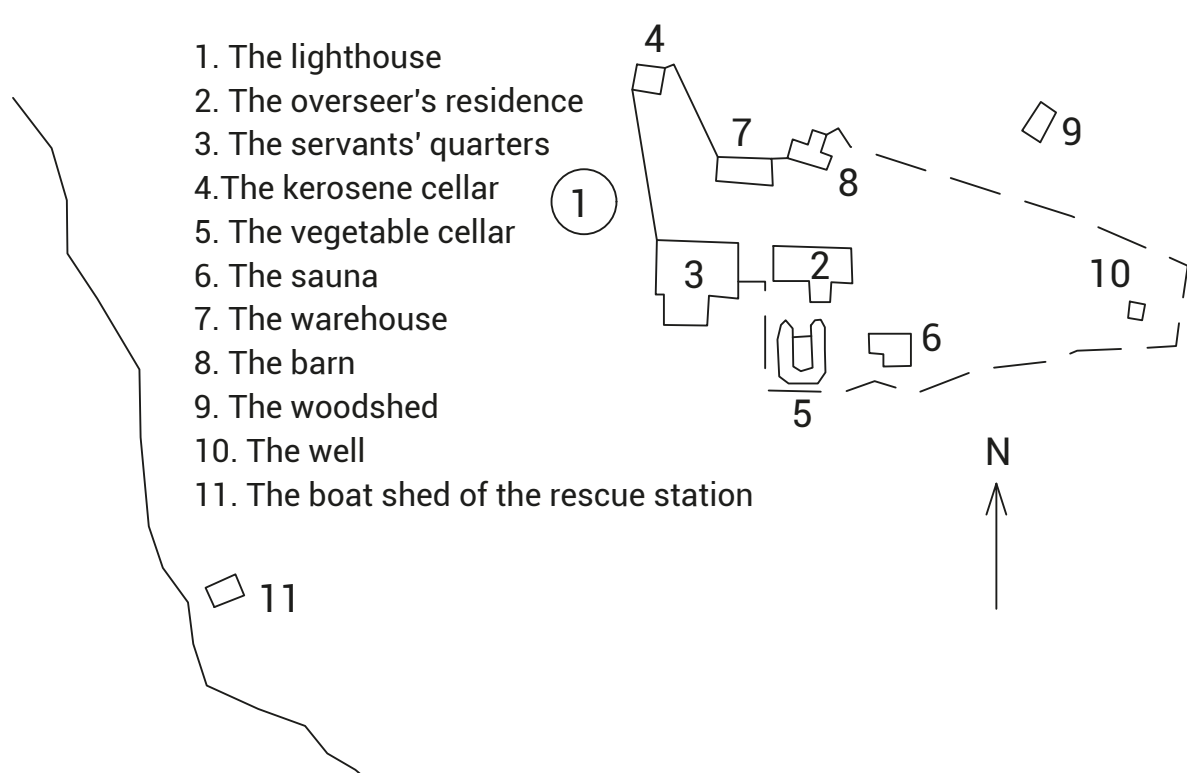 1. The lighthouse
2. The overseer's residence
3. The servants' quarters
4.The kerosene cellar
5. The vegetable cellar
6. The sauna
7. The warehouse
8. The barn
9. The woodshed
10. The well
11. The boat shed of the rescue station
4
7
8
9
1
3
2
10
6
5
N
11